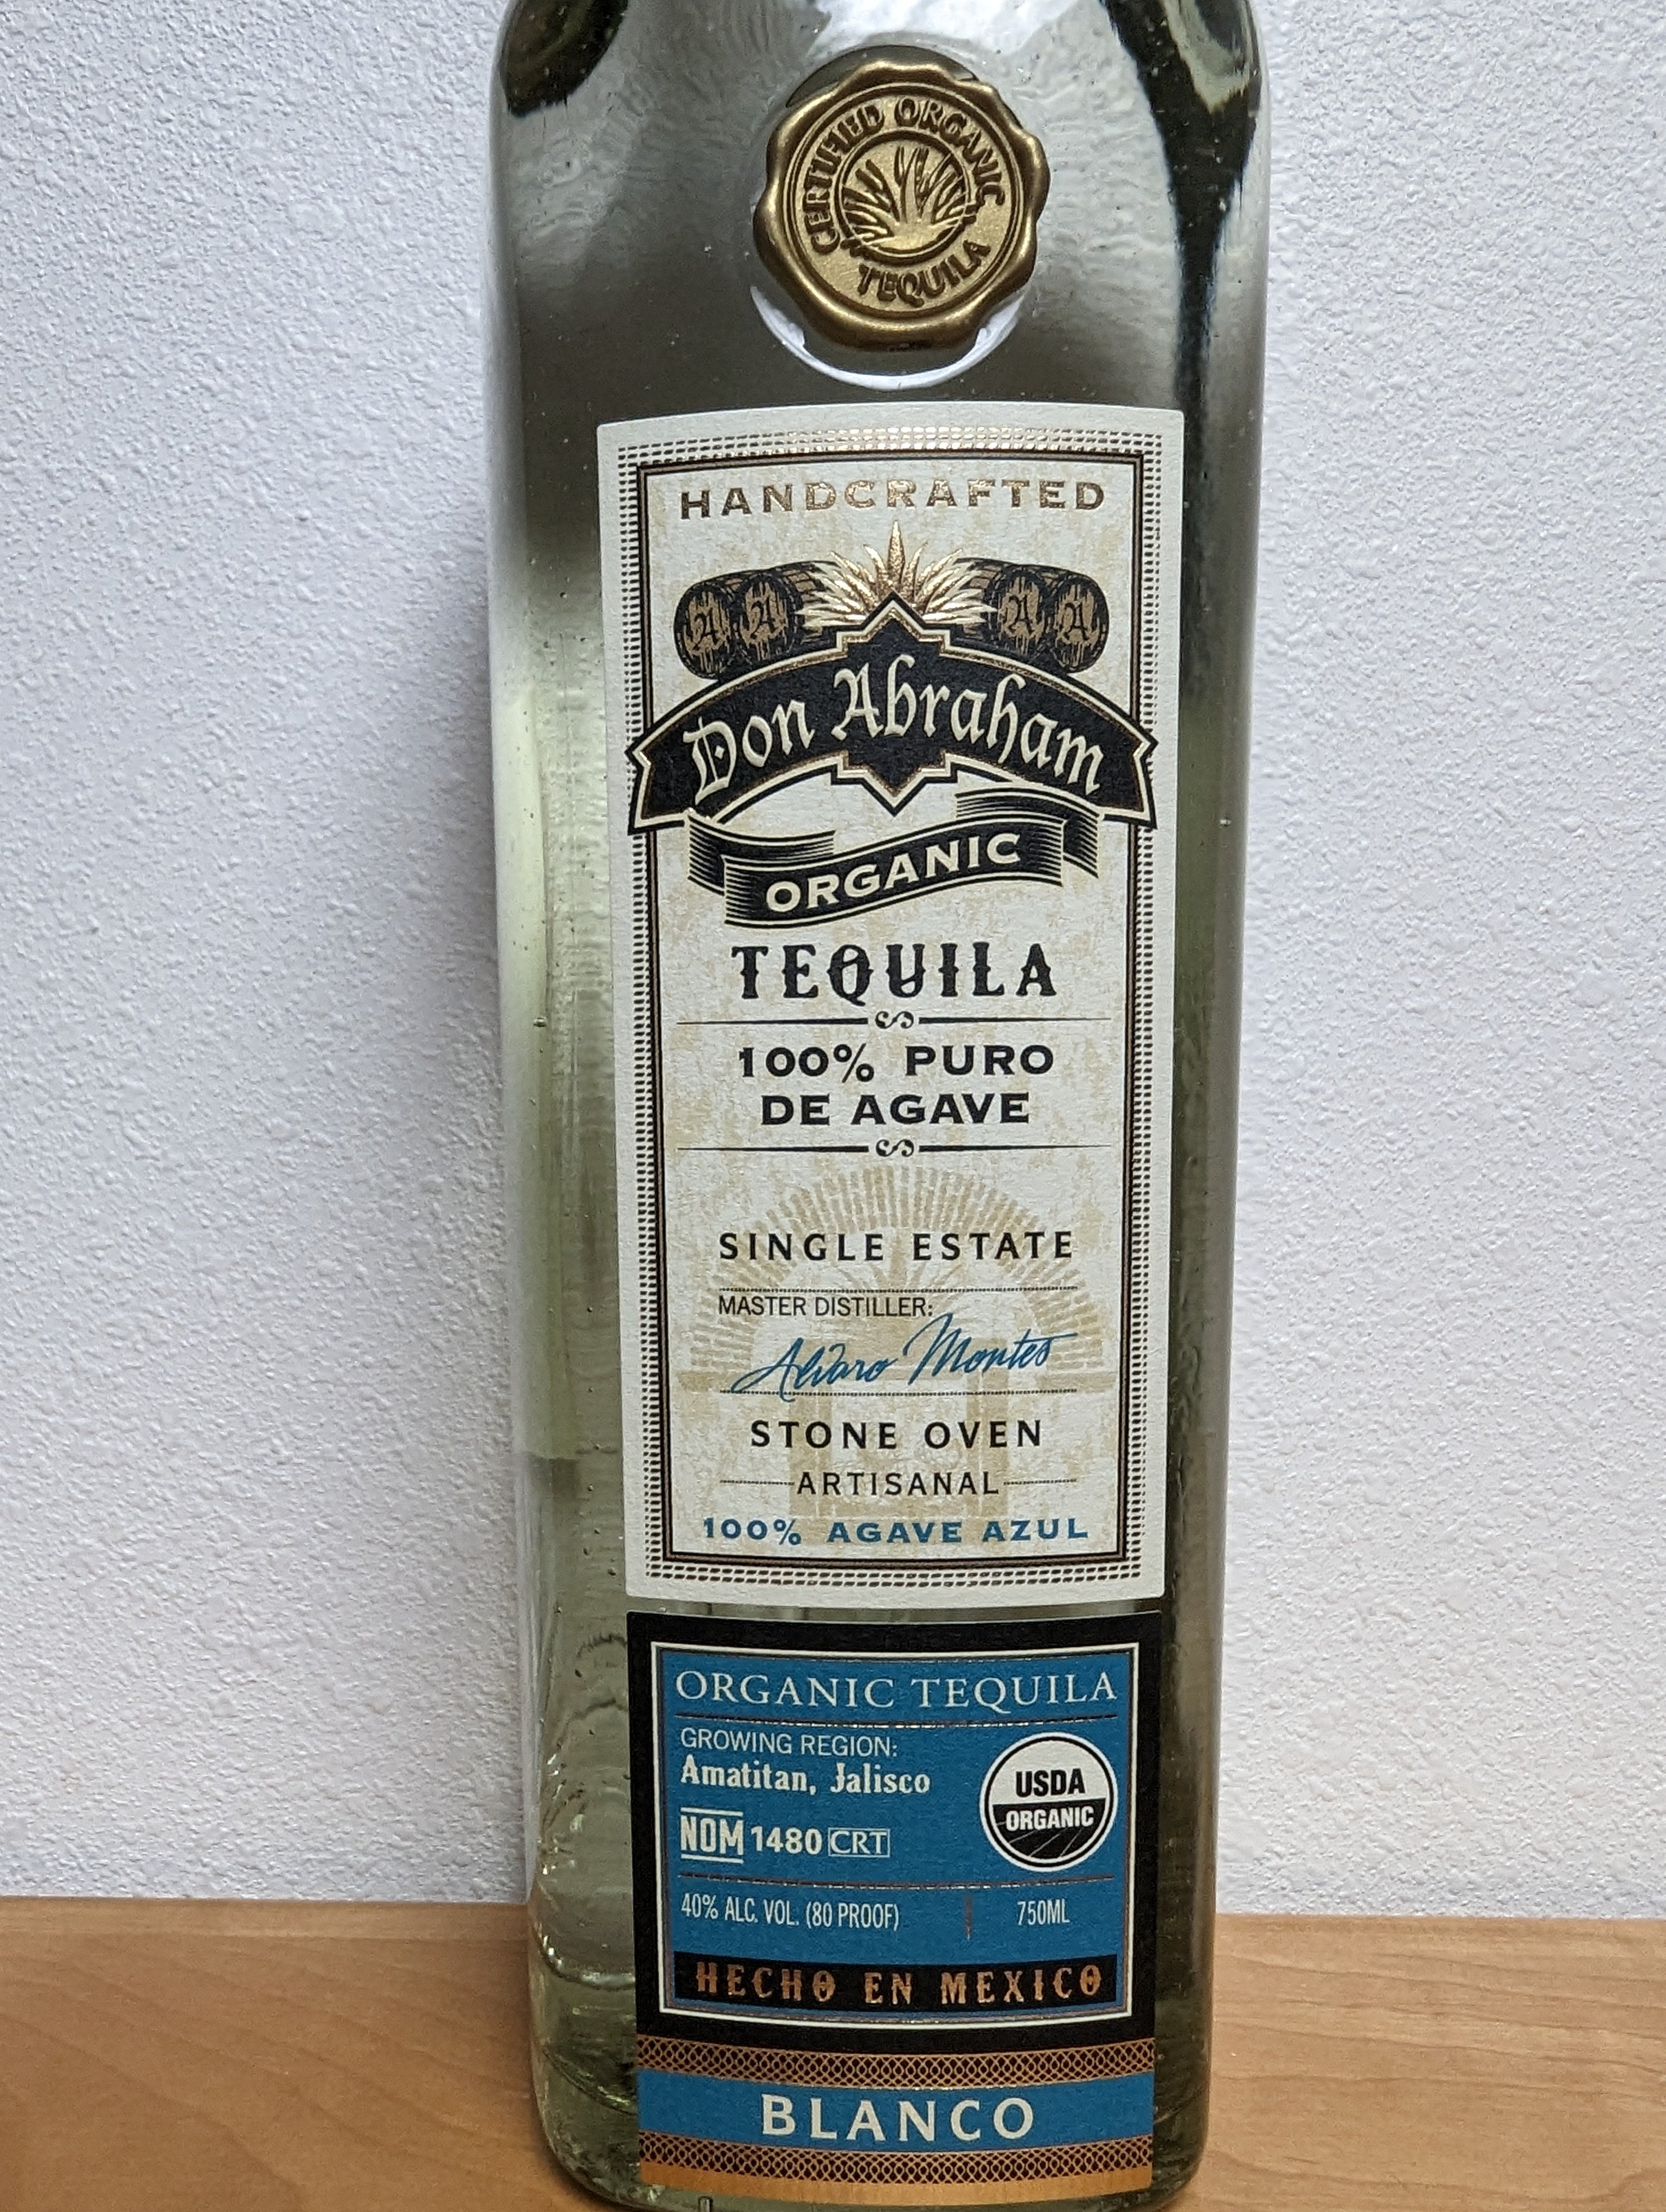 CERTIFIED ORGANIC
TEQUILA
HANDCRAFTED
A A A A
Don Abraham
ORGANIC
TEQUILA
100% PURO
DE AGAVE
SINGLE ESTATE
MASTER DISTILLER:
Alvaro Montes
STONE OVEN
ARTISANAL
100% AGAVE AZUL
ORGANIC TEQUILA
GROWING REGION:
Amatitan, Jalisco
USDA
ORGANIC
NOM 1480 CRT
40% ALC. VOL. (80 PROOF) | 750ML
HECHO EN MEXICO
BLANCO